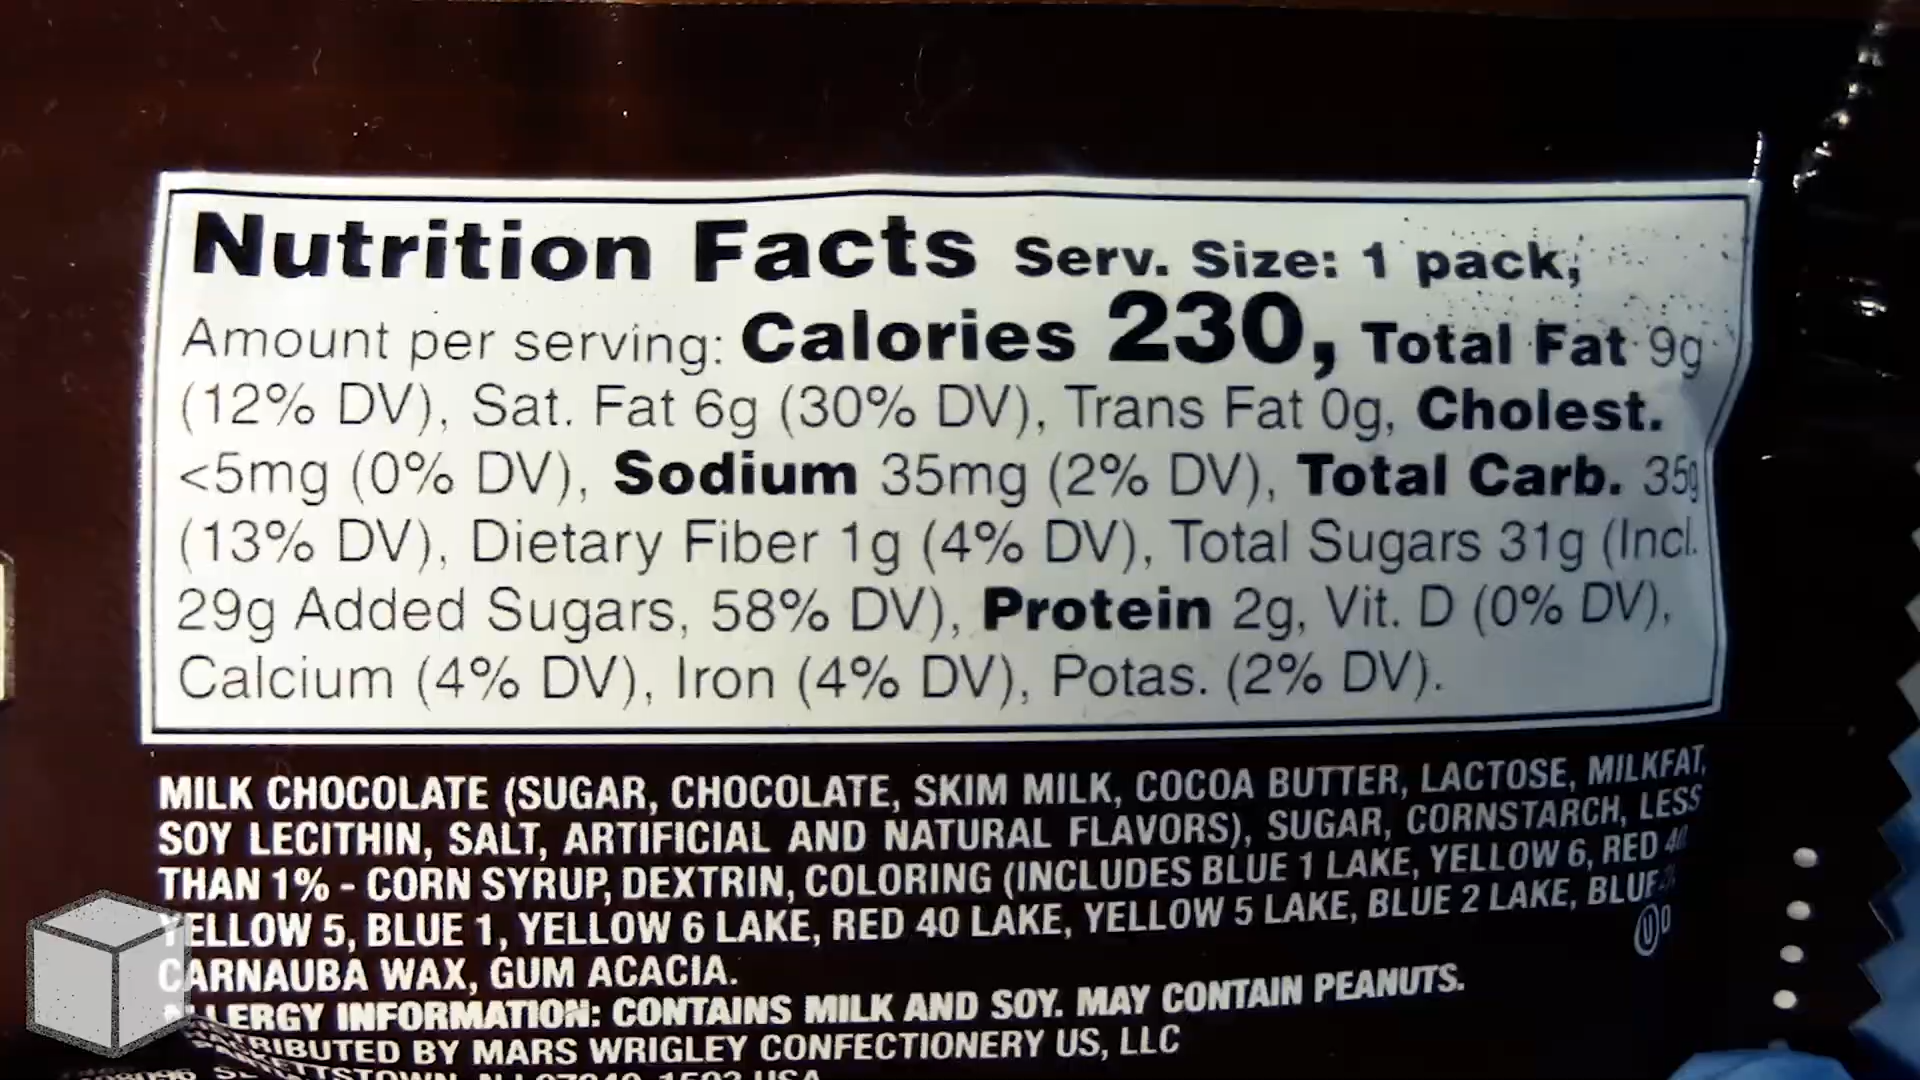 Nutrition Facts Serv. Size: 1 pack,
Amount per serving: Calories 230, Total Fat 9g
(12% DV), Sat. Fat 6g (30% DV), Trans Fat 0g, Cholest.
<5mg (0% DV), Sodium 35mg (2% DV), Total Carb. 35g
(13% DV), Dietary Fiber 1g (4% DV), Total Sugars 31g (Incl.
29g Added Sugars, 58% DV), Protein 2g, Vit. D (0% DV),
Calcium (4% DV), Iron (4% DV), Potas. (2% DV).
MILK CHOCOLATE (SUGAR, CHOCOLATE, SKIM MILK, COCOA BUTTER, LACTOSE, MILKFAT,
SOY LECITHIN, SALT, ARTIFICIAL AND NATURAL FLAVORS), SUGAR, CORNSTARCH, LESS
THAN 1% - CORN SYRUP, DEXTRIN, COLORING (INCLUDES BLUE 1 LAKE, YELLOW 6, RED 40
YELLOW 5, BLUE 1, YELLOW 6 LAKE, RED 40 LAKE, YELLOW 5 LAKE, BLUE 2 LAKE, BLUE
U D
CARNAUBA WAX, GUM ACACIA.
ALLERGY INFORMATION: CONTAINS MILK AND SOY. MAY CONTAIN PEANUTS.
BY MARS WRIGLEY CONFECTIONERY US, LLC
USA